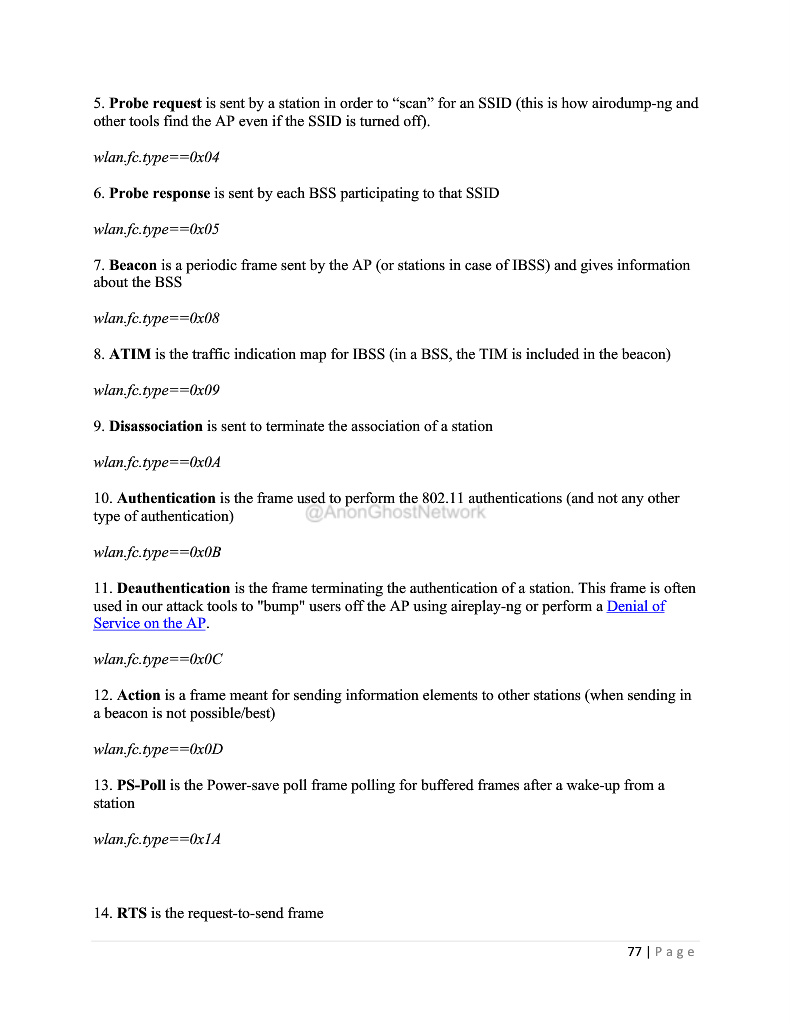 5. Probe request is sent by a station in order to “scan” for an SSID (this is how airodump-ng and
other tools find the AP even if the SSID is turned off).
wlan.fc.type==0x04
6. Probe response is sent by each BSS participating to that SSID
wlan.fc.type==0x05
7. Beacon is a periodic frame sent by the AP (or stations in case of IBSS) and gives information
about the BSS
wlan.fc.type==0x08
8. ATIM is the traffic indication map for IBSS (in a BSS, the TIM is included in the beacon)
wlan.fc.type==0x09
9. Disassociation is sent to terminate the association of a station
wlan.fc.type==0x0A
10. Authentication is the frame used to perform the 802.11 authentications (and not any other
type of authentication)
@AnonGhostNetwork
wlan.fc.type==0x0B
11. Deauthentication is the frame terminating the authentication of a station. This frame is often
used in our attack tools to "bump" users off the AP using aireplay-ng or perform a Denial of
Service on the AP.
wlan.fc.type==0x0C
12. Action is a frame meant for sending information elements to other stations (when sending in
a beacon is not possible/best)
wlan.fc.type==0x0D
13. PS-Poll is the Power-save poll frame polling for buffered frames after a wake-up from a
station
wlan.fc.type==0x1A
14. RTS is the request-to-send frame
77 | Page